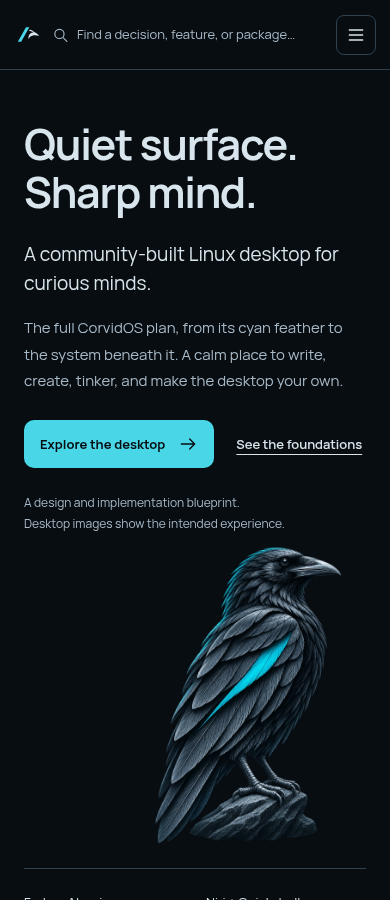 Find a decision, feature, or package...
Quiet surface.
Sharp mind.
A community-built Linux desktop for
curious minds.
The full CorvidOS plan, from its cyan feather to
the system beneath it. A calm place to write,
create, tinker, and make the desktop your own.
Explore the desktop
See the foundations
A design and implementation blueprint.
Desktop images show the intended experience.